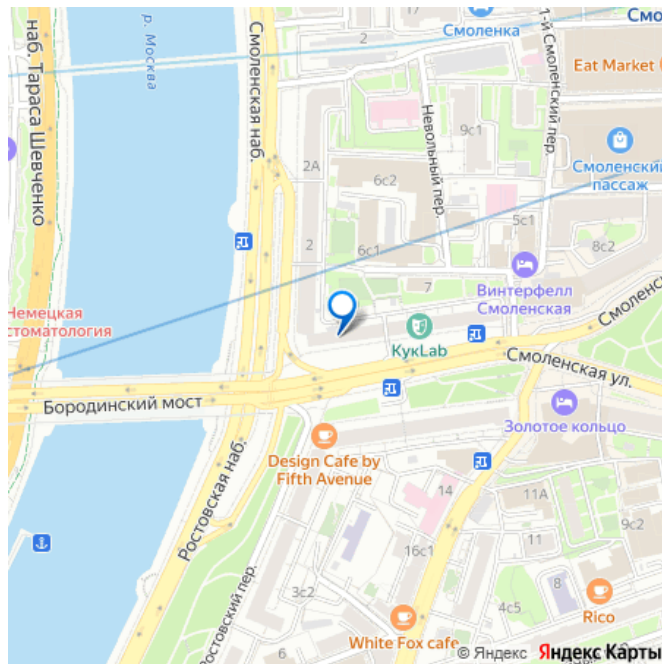 наб. Тараса Шевченко
р. Москва
Смоленская наб.
Смоленка
1-й Смоленский пер.
Смо
Eat Market
Невольный пер.
9с1
2А
6с2
Смоленский
пассаж
5с1
8с2
2
6с1
7
Винтерфелл
Смоленская
Немецкая
стоматология
КукLab
Смоленс
Смоленская ул.
Бородинский мост
Золотое кольцо
Design Cafe by
Fifth Avenue
Ростовская наб.
14
11А
9с2
16с1
Ростовский пер.
3с2
8
4с5
Rico
White Fox cafe
6
10
© Яндекс Яндекс Карты